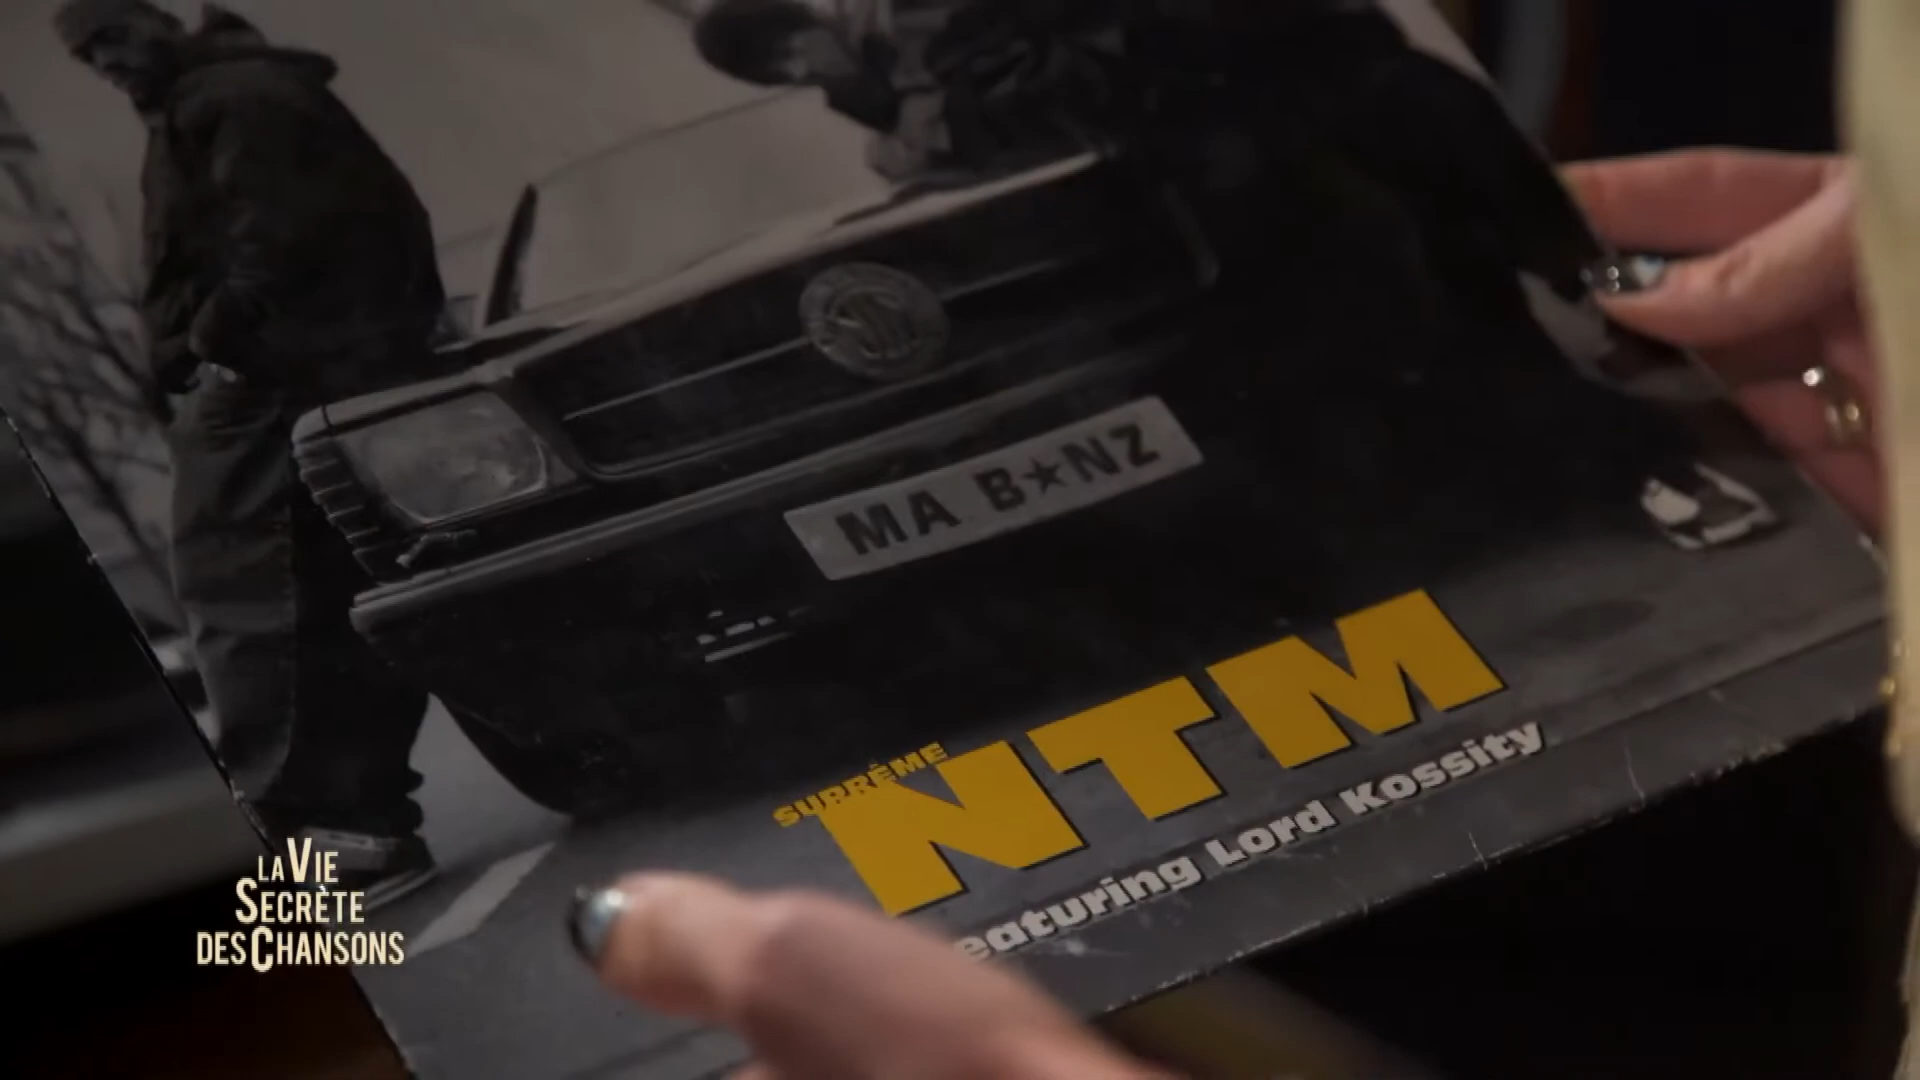 MA B★NZ
SUPRÊME
NTM
eaturing Lord Kossity
LA VIE
SECRÈTE
DES CHANSONS